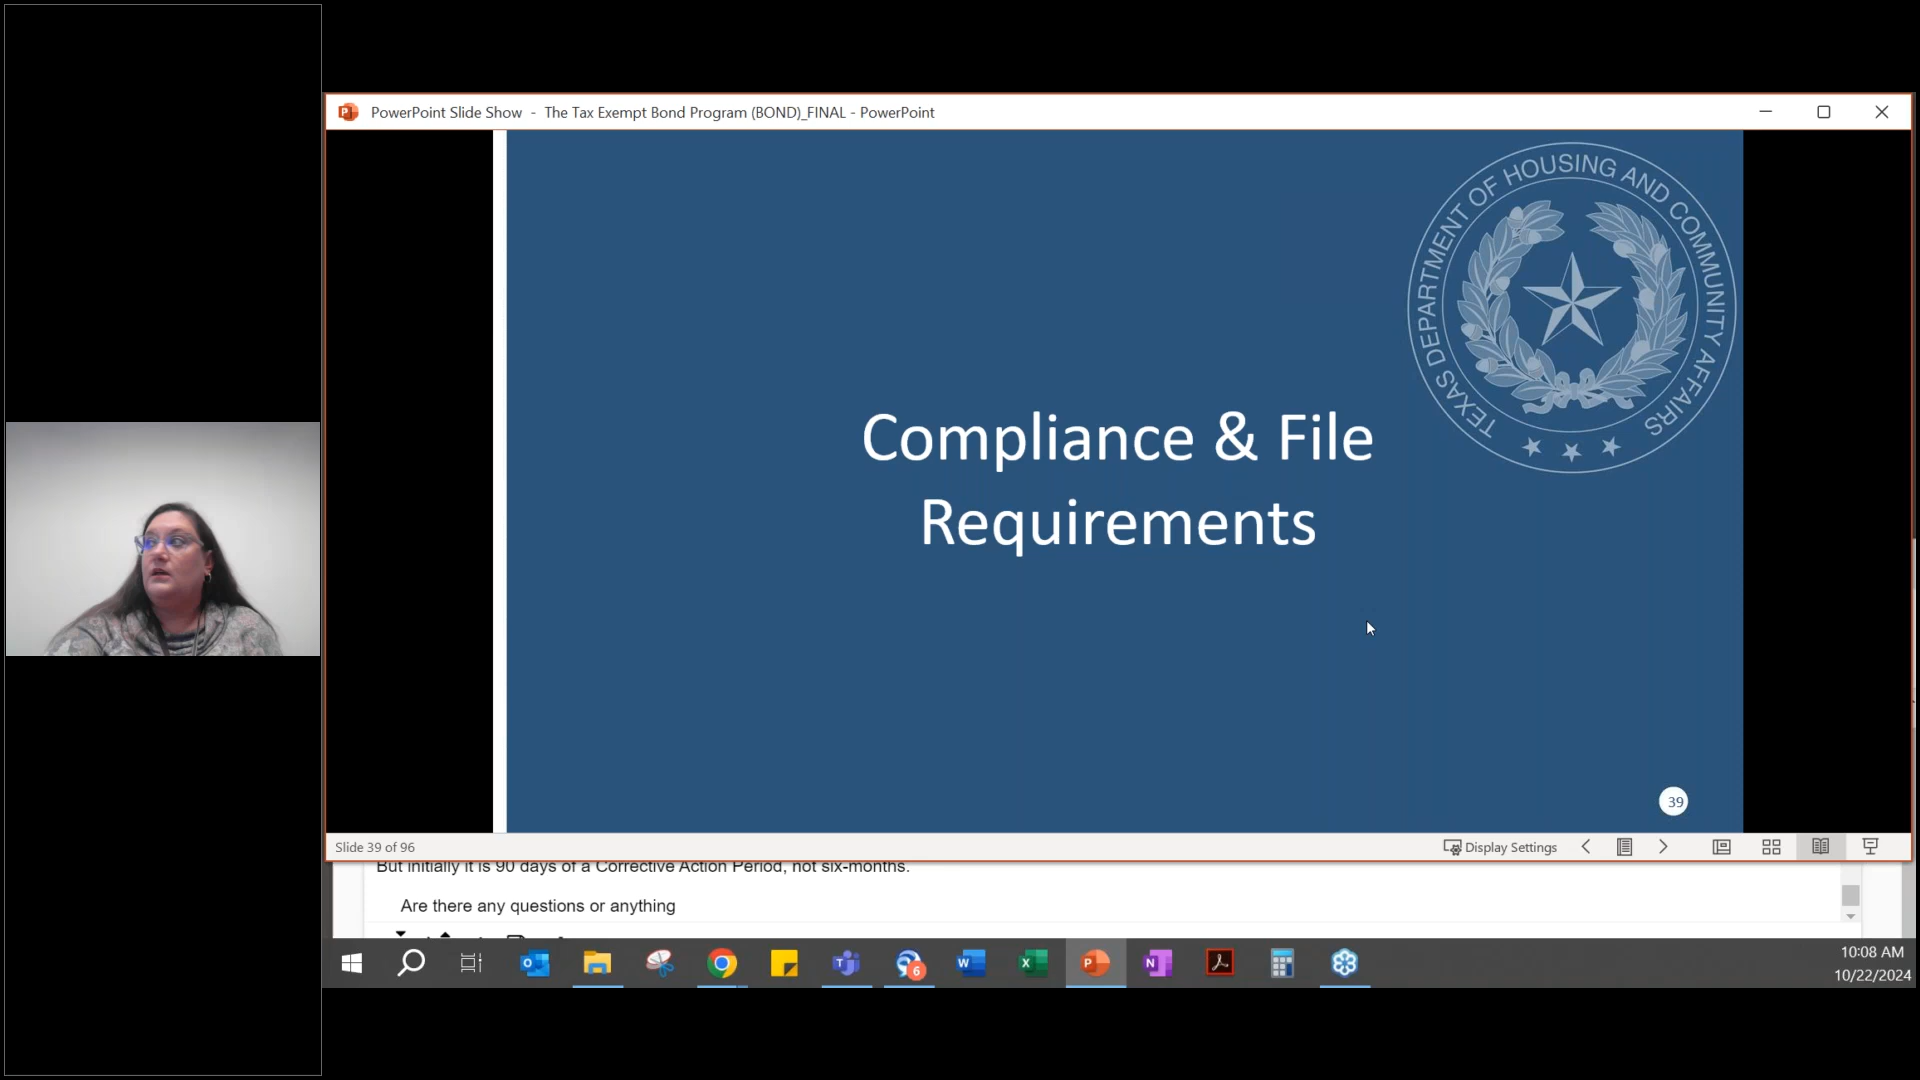 PowerPoint Slide Show - The Tax Exempt Bond Program (BOND)_FINAL - PowerPoint
TEXAS DEPARTMENT OF HOUSING AND COMMUNITY AFFAIRS
Compliance & File
Requirements
39
Slide 39 of 96
Display Settings
But initially it is 90 days of a Corrective Action Period, not six-months.
Are there any questions or anything
6
10:08 AM
10/22/2024